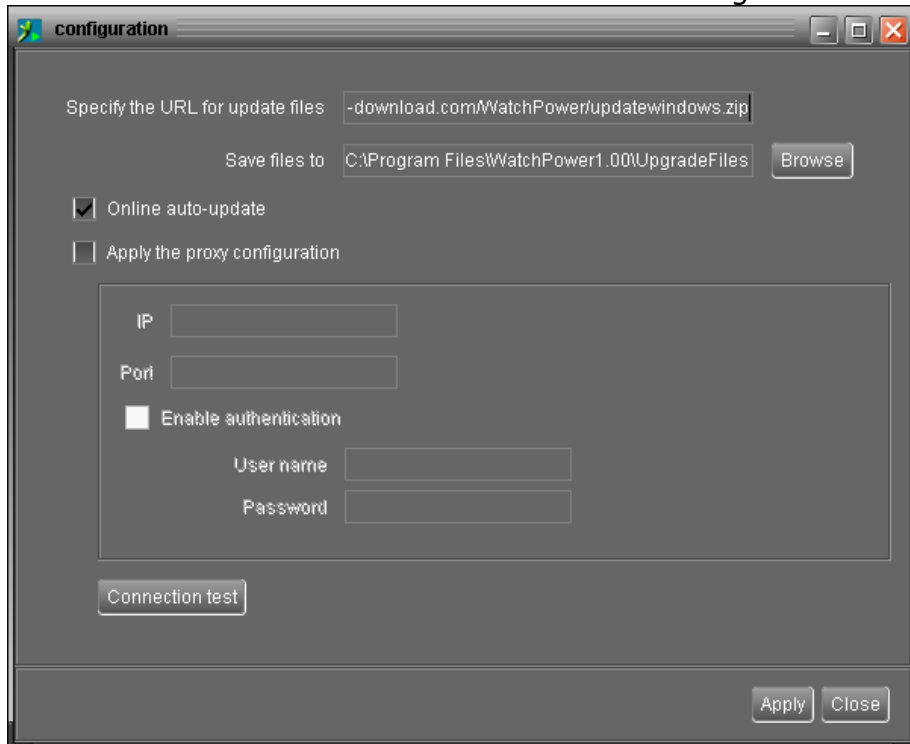 configuration
Specify the URL for update files -download.com/WatchPower/updatewindows.zip
Save files to C:\Program Files\WatchPower1.00\UpgradeFiles Browse
Online auto-update
Apply the proxy configuration
IP
Port
Enable authentication
User name
Password
Connection test
Apply Close